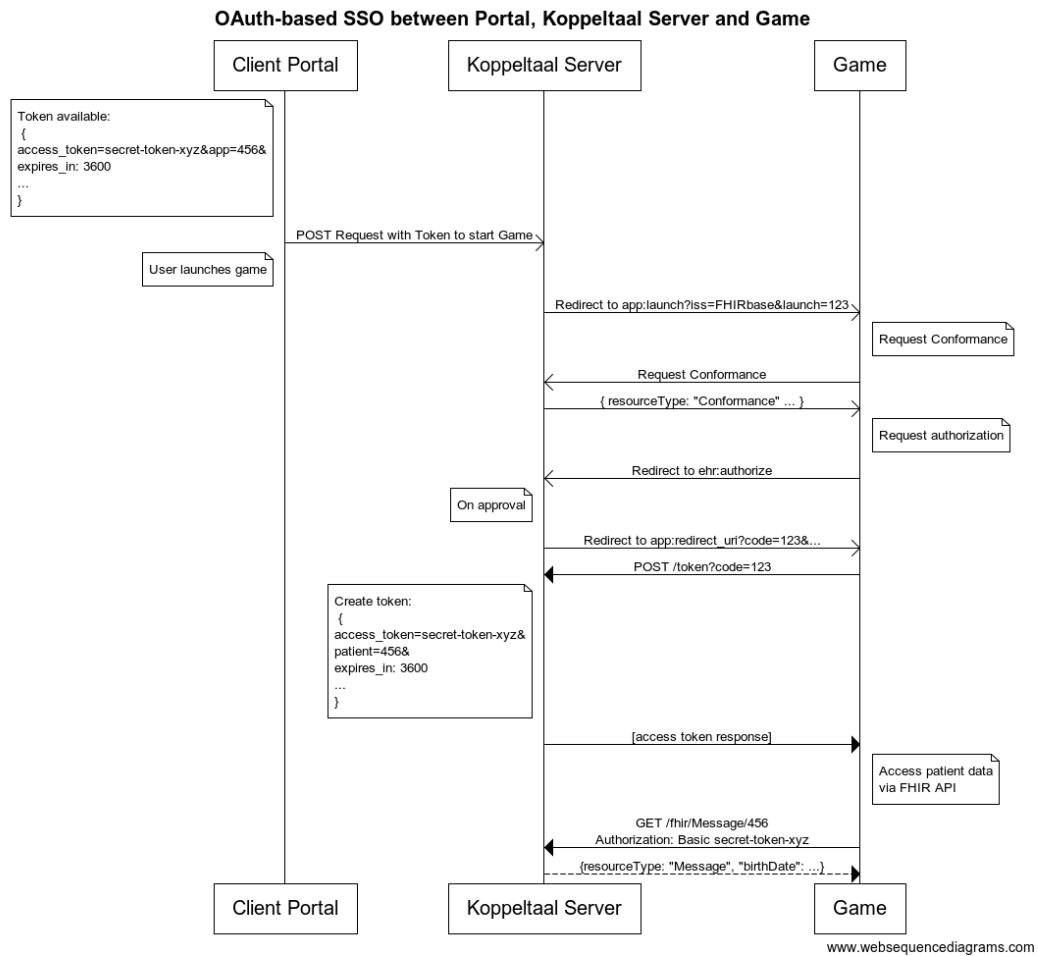 OAuth-based SSO between Portal, Koppeltaal Server and Game
Client Portal
Koppeltaal Server
Game
Token available:
{
access_token=secret-token-xyz&app=456&
expires_in: 3600
...
}
POST Request with Token to start Game
User launches game
Redirect to app:launch?iss=FHIRbase&launch=123
Request Conformance
Request Conformance
{ resourceType: "Conformance" ... }
Request authorization
Redirect to ehr:authorize
On approval
Redirect to app:redirect_uri?code=123&...
POST /token?code=123
Create token:
{
access_token=secret-token-xyz&
patient=456&
expires_in: 3600
...
}
[access token response]
Access patient data
via FHIR API
GET /fhir/Message/456
Authorization: Basic secret-token-xyz
{resourceType: "Message", "birthDate": ...}
Client Portal
Koppeltaal Server
Game
www.websequencediagrams.com